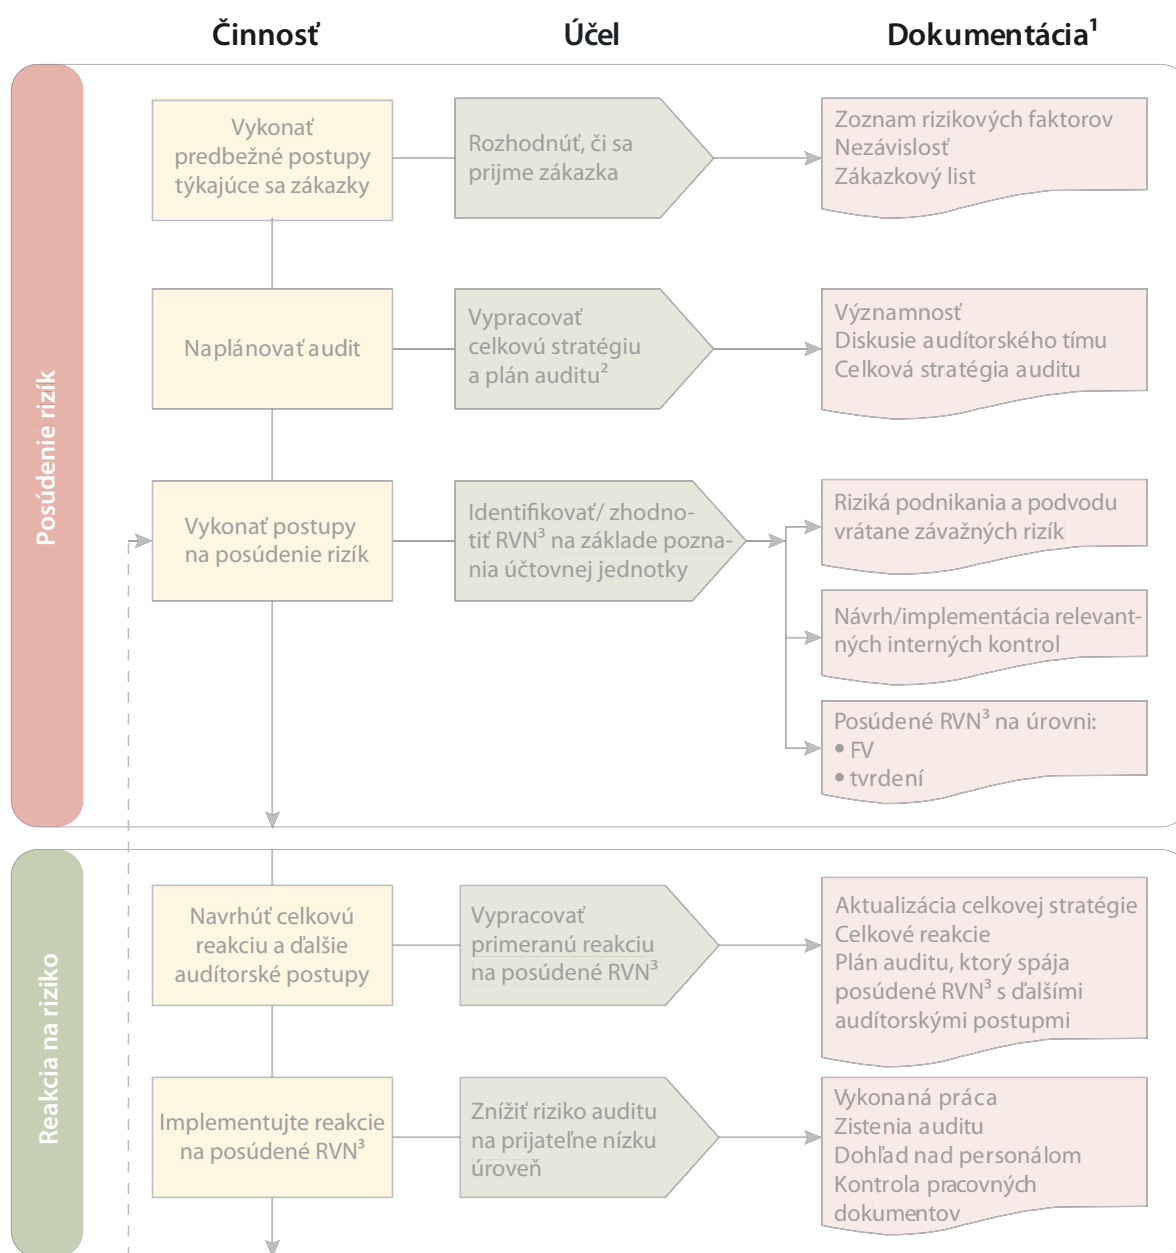 Činnosť
Účel
Dokumentácia¹
Posúdenie rizík
Vykonať
predbežné postupy
týkajúce sa zákazky
Rozhodnúť, či sa
prijme zákazka
Zoznam rizikových faktorov
Nezávislosť
Zákazkový list
Naplánovať audit
Vypracovať
celkovú stratégiu
a plán auditu²
Významnosť
Diskusie audítorského tímu
Celková stratégia auditu
Vykonať postupy
na posúdenie rizík
Identifikovať/ zhodno-
tiť RVN³ na základe pozna-
nia účtovnej jednotky
Riziká podnikania a podvodu
vrátane závažných rizík
Návrh/implementácia relevant-
ných interných kontrol
Posúdené RVN³ na úrovni:
• FV
• tvrdení
Reakcia na riziko
Navrhúť celkovú
reakciu a ďalšie
audítorské postupy
Vypracovať
primeranú reakciu
na posúdené RVN³
Aktualizácia celkovej stratégie
Celkové reakcie
Plán auditu, ktorý spája
posúdené RVN³ s ďalšími
audítorskými postupmi
Implementujte reakcie
na posúdené RVN³
Znížiť riziko auditu
na prijateľne nízku
úroveň
Vykonaná práca
Zistenia auditu
Dohľad nad personálom
Kontrola pracovných
dokumentov